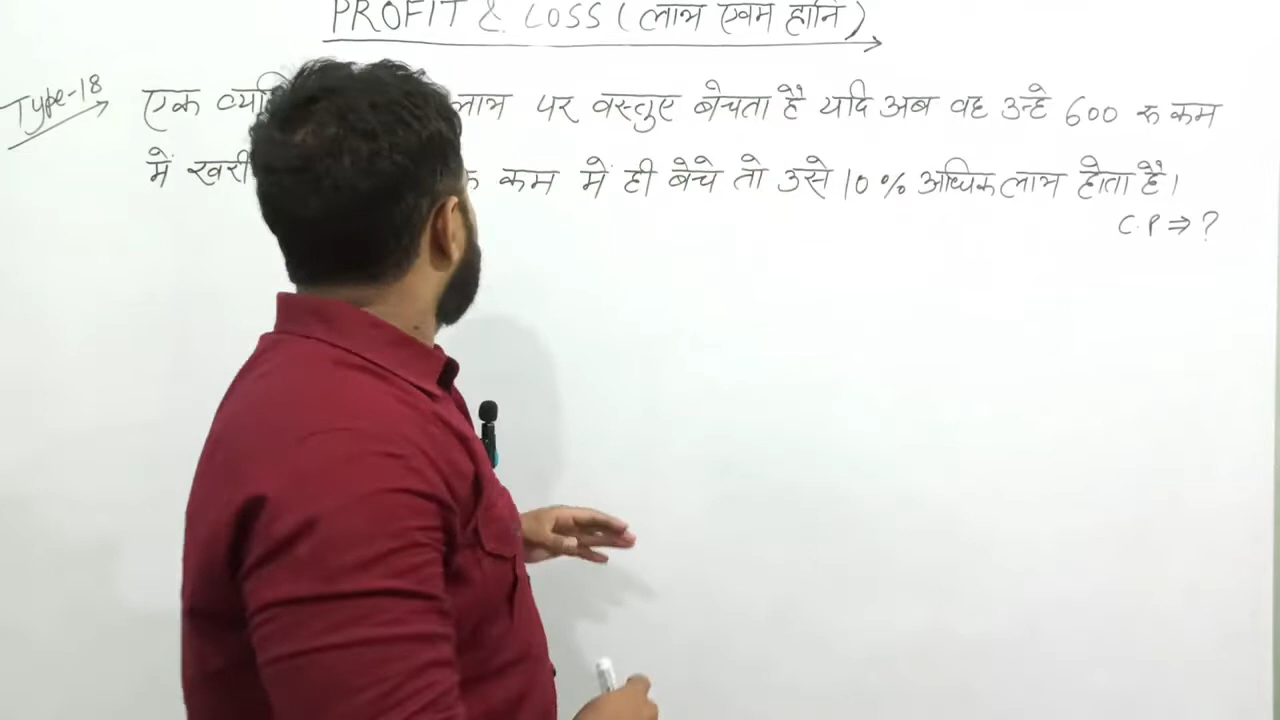 PROFIT & LOSS (लाभ एवम हानि)
Type-18
एक लाभ पर वस्तुए बेचता है यदि अब वह उन्हे 600 रु कम
में कम में ही बेचे तो उसे 10% अधिक लाभ होता है।
C.P ⇒ ?